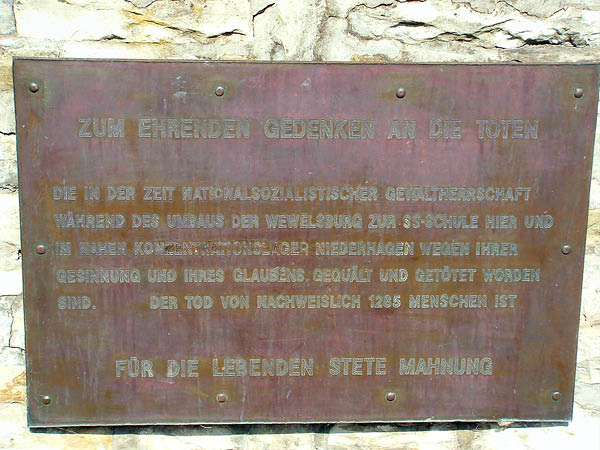 ZUM EHRENDEN GEDENKEN AN DIE TOTEN
DIE IN DER ZEIT NATIONALSOZIALISTISCHER GEWALTHERRSCHAFT
WÄHREND DES UMBAUS DER WEWELSBURG ZUR SS-SCHULE HIER UND
IM NAHEN KONZENTRATIONSLAGER NIEDERHAGEN WEGEN IHRER
GESINNUNG UND IHRES GLAUBENS GEQUÄLT UND GETÖTET WORDEN
SIND. DER TOD VON NACHWEISLICH 1285 MENSCHEN IST
FÜR DIE LEBENDEN STETE MAHNUNG